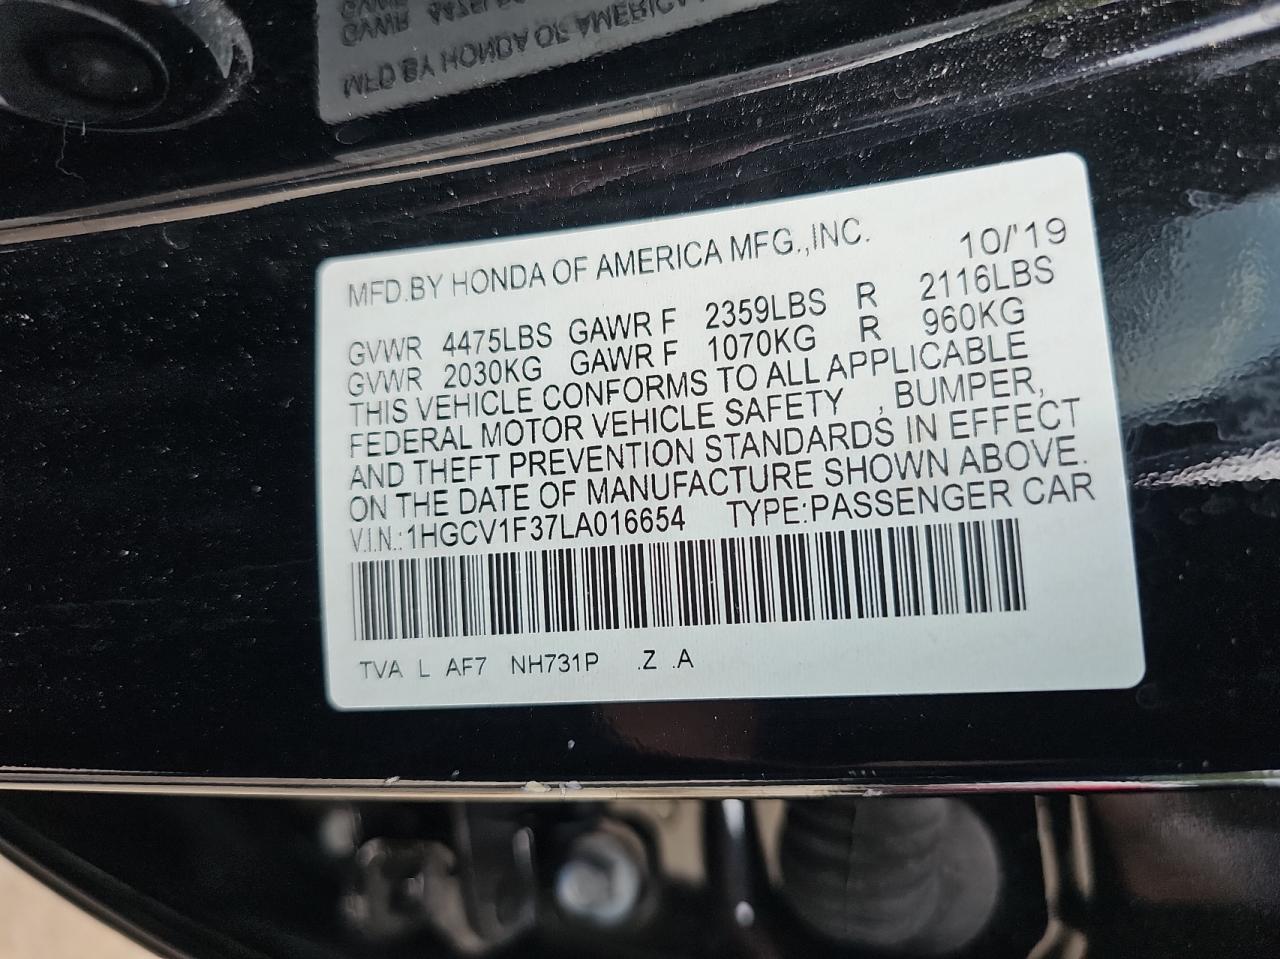 MFD.BY HONDA OF AMERICA MFG.,INC. 10/'19
GVWR 4475LBS GAWR F 2359LBS R 2116LBS
GVWR 2030KG GAWR F 1070KG R 960KG
THIS VEHICLE CONFORMS TO ALL APPLICABLE
FEDERAL MOTOR VEHICLE SAFETY , BUMPER,
AND THEFT PREVENTION STANDARDS IN EFFECT
ON THE DATE OF MANUFACTURE SHOWN ABOVE.
V.I.N.:1HGCV1F37LA016654 TYPE:PASSENGER CAR
TVA L AF7 NH731P .Z .A